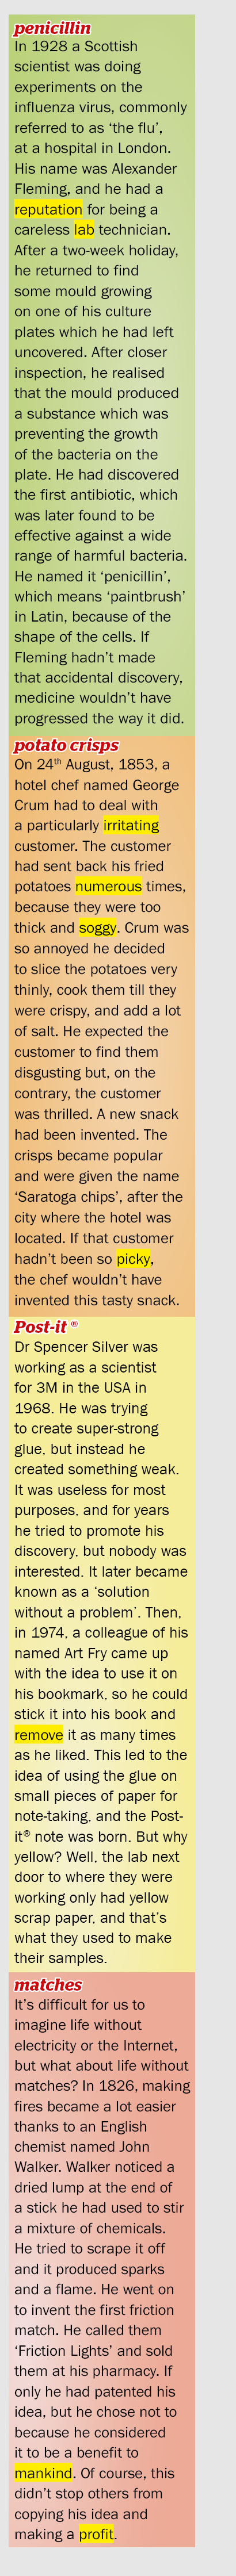 penicillin
In 1928 a Scottish
scientist was doing
experiments on the
influenza virus, commonly
referred to as ‘the flu’,
at a hospital in London.
His name was Alexander
Fleming, and he had a
reputation for being a
careless lab technician.
After a two-week holiday,
he returned to find
some mould growing
on one of his culture
plates which he had left
uncovered. After closer
inspection, he realised
that the mould produced
a substance which was
preventing the growth
of the bacteria on the
plate. He had discovered
the first antibiotic, which
was later found to be
effective against a wide
range of harmful bacteria.
He named it ‘penicillin’,
which means ‘paintbrush’
in Latin, because of the
shape of the cells. If
Fleming hadn’t made
that accidental discovery,
medicine wouldn’t have
progressed the way it did.
potato crisps
On 24th August, 1853, a
hotel chef named George
Crum had to deal with
a particularly irritating
customer. The customer
had sent back his fried
potatoes numerous times,
because they were too
thick and soggy. Crum was
so annoyed he decided
to slice the potatoes very
thinly, cook them till they
were crispy, and add a lot
of salt. He expected the
customer to find them
disgusting but, on the
contrary, the customer
was thrilled. A new snack
had been invented. The
crisps became popular
and were given the name
‘Saratoga chips’, after the
city where the hotel was
located. If that customer
hadn’t been so picky,
the chef wouldn’t have
invented this tasty snack.
Post-it ®
Dr Spencer Silver was
working as a scientist
for 3M in the USA in
1968. He was trying
to create super-strong
glue, but instead he
created something weak.
It was useless for most
purposes, and for years
he tried to promote his
discovery, but nobody was
interested. It later became
known as a ‘solution
without a problem’. Then,
in 1974, a colleague of his
named Art Fry came up
with the idea to use it on
his bookmark, so he could
stick it into his book and
remove it as many times
as he liked. This led to the
idea of using the glue on
small pieces of paper for
note-taking, and the Post-
it® note was born. But why
yellow? Well, the lab next
door to where they were
working only had yellow
scrap paper, and that’s
what they used to make
their samples.
matches
It’s difficult for us to
imagine life without
electricity or the Internet,
but what about life without
matches? In 1826, making
fires became a lot easier
thanks to an English
chemist named John
Walker. Walker noticed a
dried lump at the end of
a stick he had used to stir
a mixture of chemicals.
He tried to scrape it off
and it produced sparks
and a flame. He went on
to invent the first friction
match. He called them
‘Friction Lights’ and sold
them at his pharmacy. If
only he had patented his
idea, but he chose not to
because he considered
it to be a benefit to
mankind. Of course, this
didn’t stop others from
copying his idea and
making a profit.